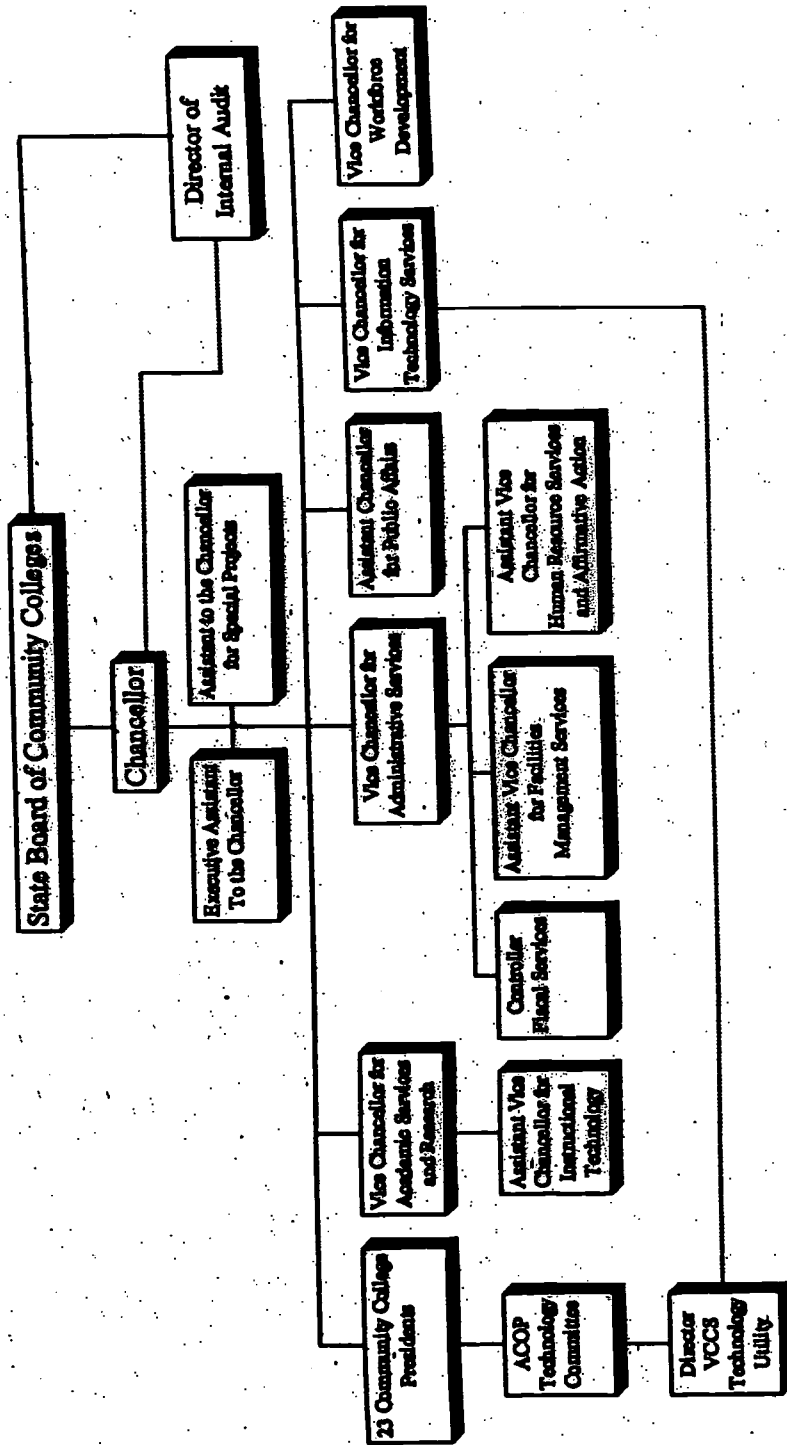 State Board of Community Colleges
Chancellor
Director of
Internal Audit
Executive Assistant
To the Chancellor
Assistant to the Chancellor
for Special Projects
23 Community College
Presidents
Vice Chancellor for
Academic Services
and Research
Vice Chancellor for
Administrative Services
Assistant Chancellor
for Public Affairs
Vice Chancellor for
Information
Technology Services
Vice Chancellor for
Workforce
Development
ACOP
Technology
Committee
Assistant Vice
Chancellor for
Instructional
Technology
Controller
Fiscal Services
Assistant Vice Chancellor
for Facilities
Management Services
Assistant Vice
Chancellor for
Human Resource Services
and Affirmative Action
Director
VCCS
Technology
Utility